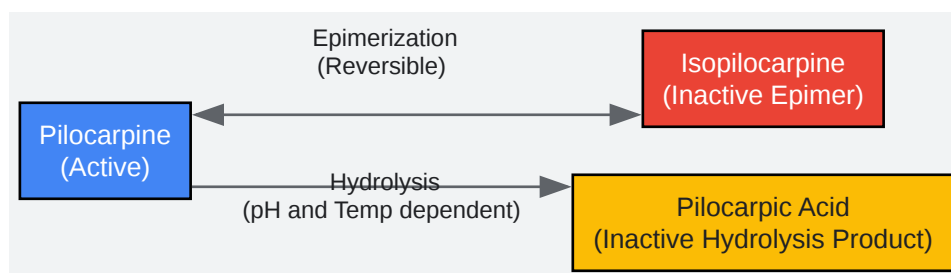 Epimerization
(Reversible)
Isopilocarpine
(Inactive Epimer)
Pilocarpine
(Active)
Hydrolysis
(pH and Temp dependent)
Pilocarpic Acid
(Inactive Hydrolysis Product)